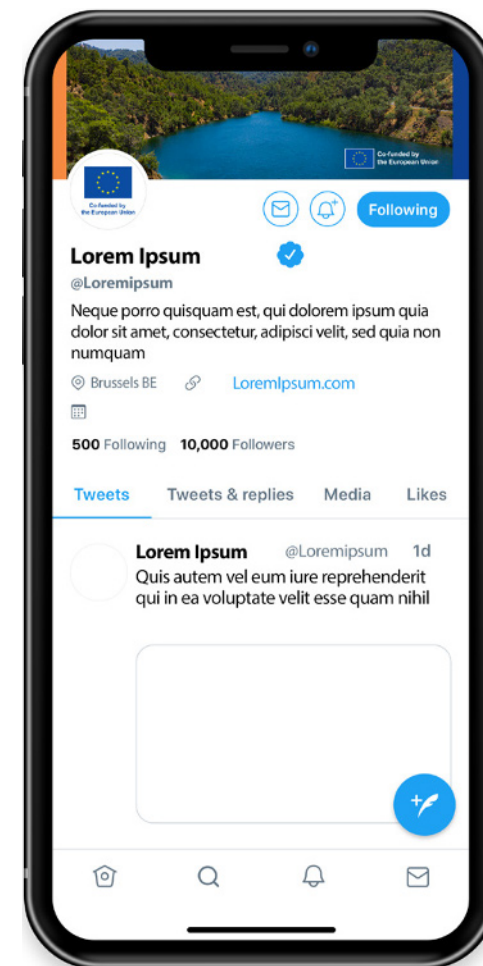 Co-funded by
the European Union
Co-funded by
the European Union
Following
Lorem Ipsum
@Loremipsum
Neque porro quisquam est, qui dolorem ipsum quia
dolor sit amet, consectetur, adipisci velit, sed quia non
numquam
Brussels BE LoremIpsum.com
500 Following 10,000 Followers
Tweets Tweets & replies Media Likes
Lorem Ipsum @Loremipsum 1d
Quis autem vel eum iure reprehenderit
qui in ea voluptate velit esse quam nihil